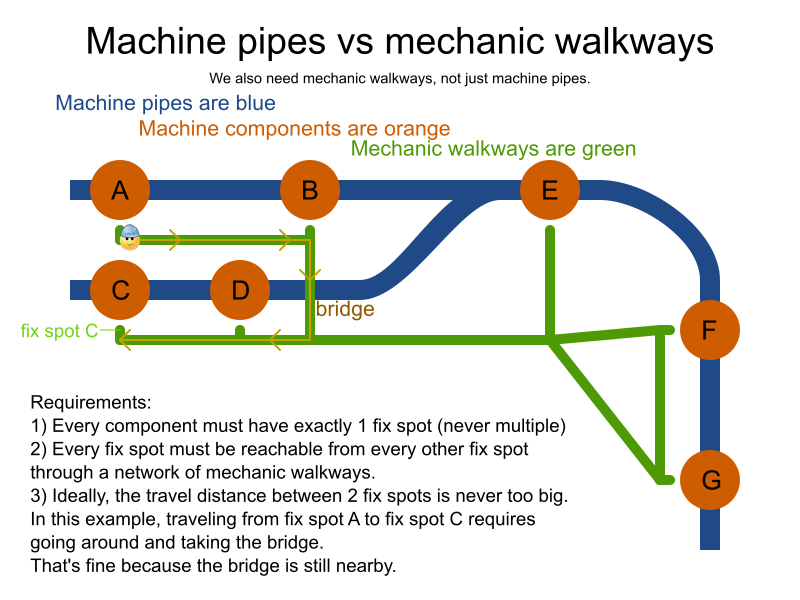 Machine pipes vs mechanic walkways
We also need mechanic walkways, not just machine pipes.
Machine pipes are blue
Machine components are orange
Mechanic walkways are green
A
B
E
C
D
bridge
fix spot C
F
G
Requirements:
1) Every component must have exactly 1 fix spot (never multiple)
2) Every fix spot must be reachable from every other fix spot
through a network of mechanic walkways.
3) Ideally, the travel distance between 2 fix spots is never too big.
In this example, traveling from fix spot A to fix spot C requires
going around and taking the bridge.
That's fine because the bridge is still nearby.